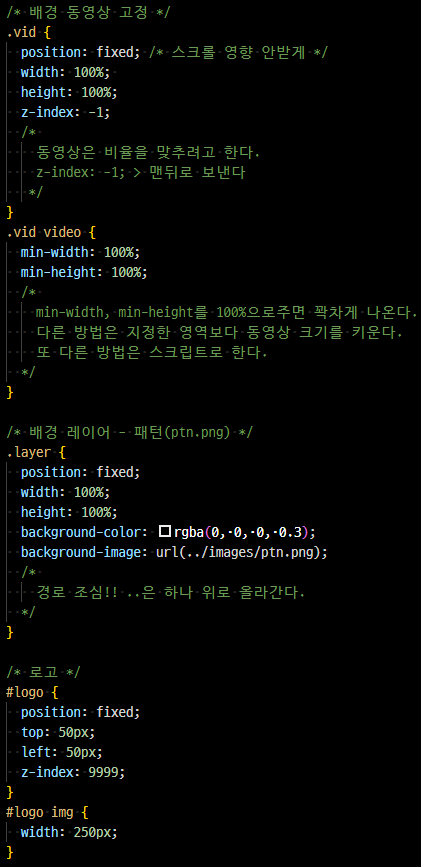 /* 배경 동영상 고정 */
.vid {
position: fixed; /* 스크롤 영향 안받게 */
width: 100%;
height: 100%;
z-index: -1;
/*
동영상은 비율을 맞추려고 한다.
z-index: -1; > 맨뒤로 보낸다
*/
}
.vid video {
min-width: 100%;
min-height: 100%;
/*
min-width, min-height를 100%으로주면 꽉차게 나온다.
다른 방법은 지정한 영역보다 동영상 크기를 키운다.
또 다른 방법은 스크립트로 한다.
*/
}
/* 배경 레이어 - 패턴(ptn.png) */
.layer {
position: fixed;
width: 100%;
height: 100%;
background-color: rgba(0, 0, 0, 0.3);
background-image: url(../images/ptn.png);
/*
경로 조심!! ..은 하나 위로 올라간다.
*/
}
/* 로고 */
#logo {
position: fixed;
top: 50px;
left: 50px;
z-index: 9999;
}
#logo img {
width: 250px;
}